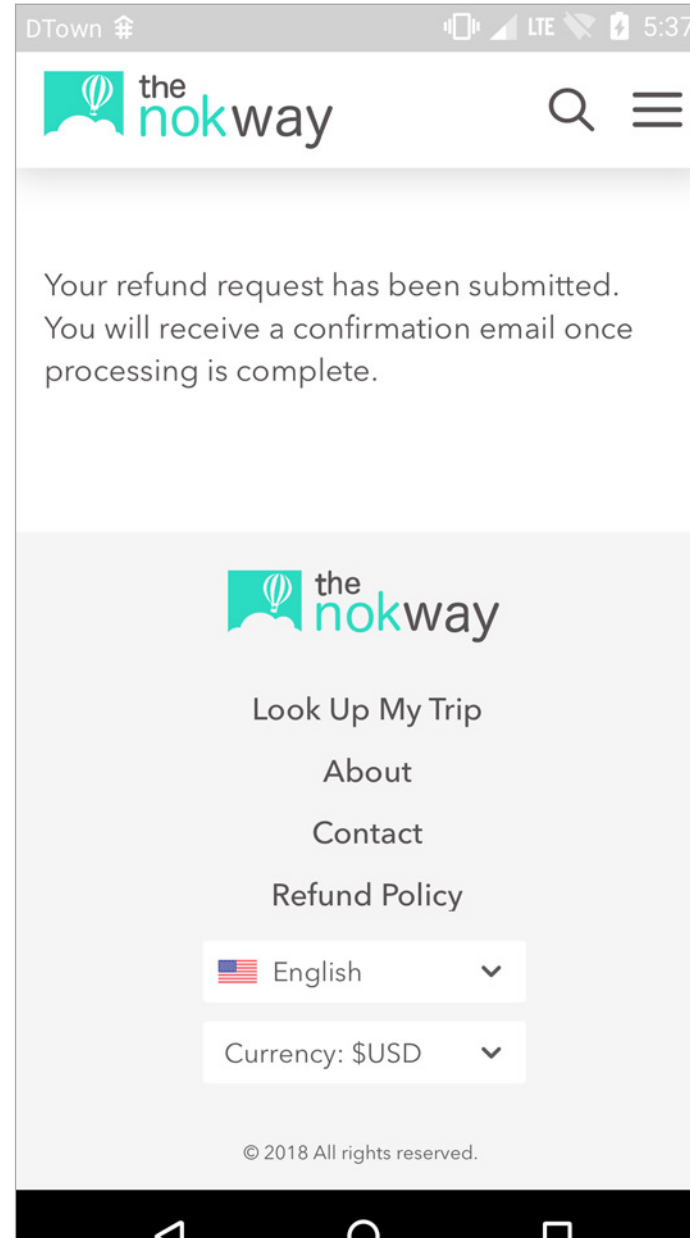 DTown
LTE
5:37
the
nokway
Your refund request has been submitted.
You will receive a confirmation email once
processing is complete.
the
nokway
Look Up My Trip
About
Contact
Refund Policy
English
Currency: $USD
© 2018 All rights reserved.